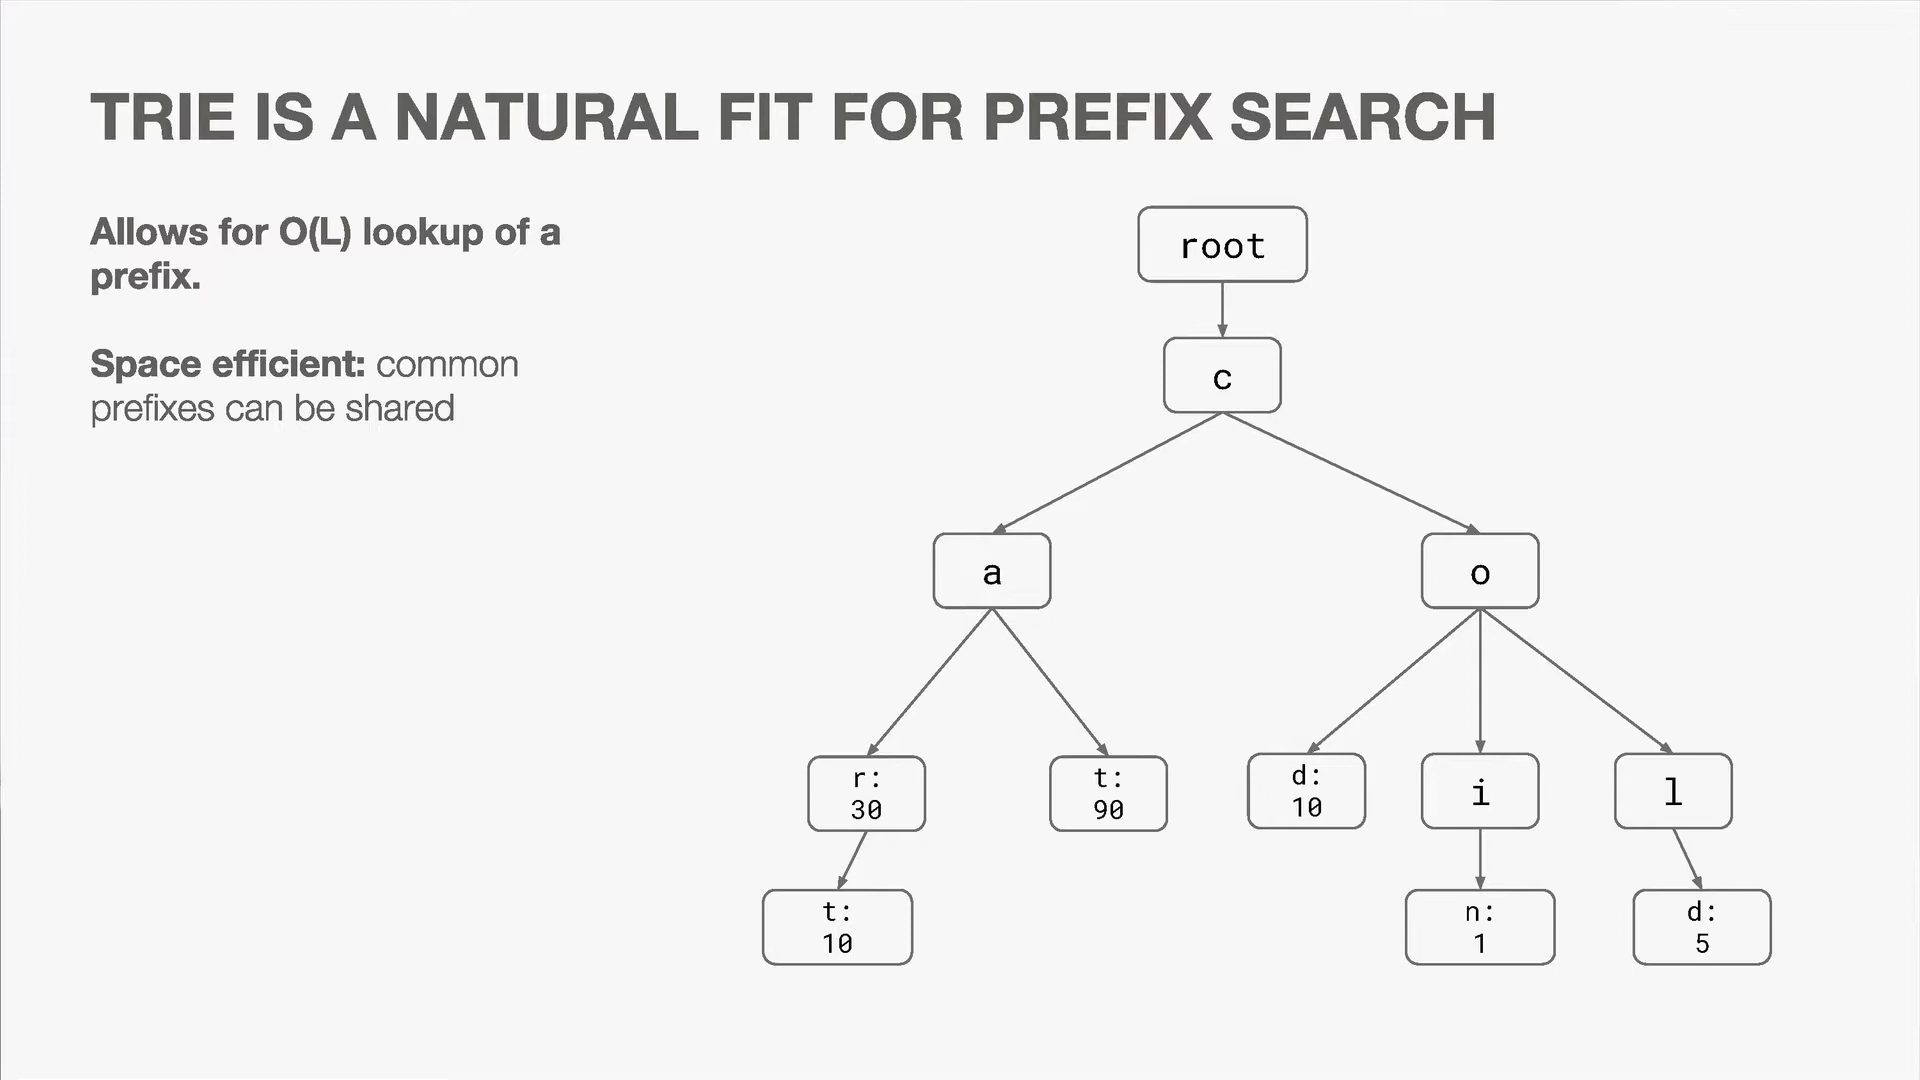 TRIE IS A NATURAL FIT FOR PREFIX SEARCH
Allows for O(L) lookup of a
prefix.
Space efficient: common
prefixes can be shared
root
c
a
o
r:
30
t:
90
d:
10
i
l
t:
10
n:
1
d:
5